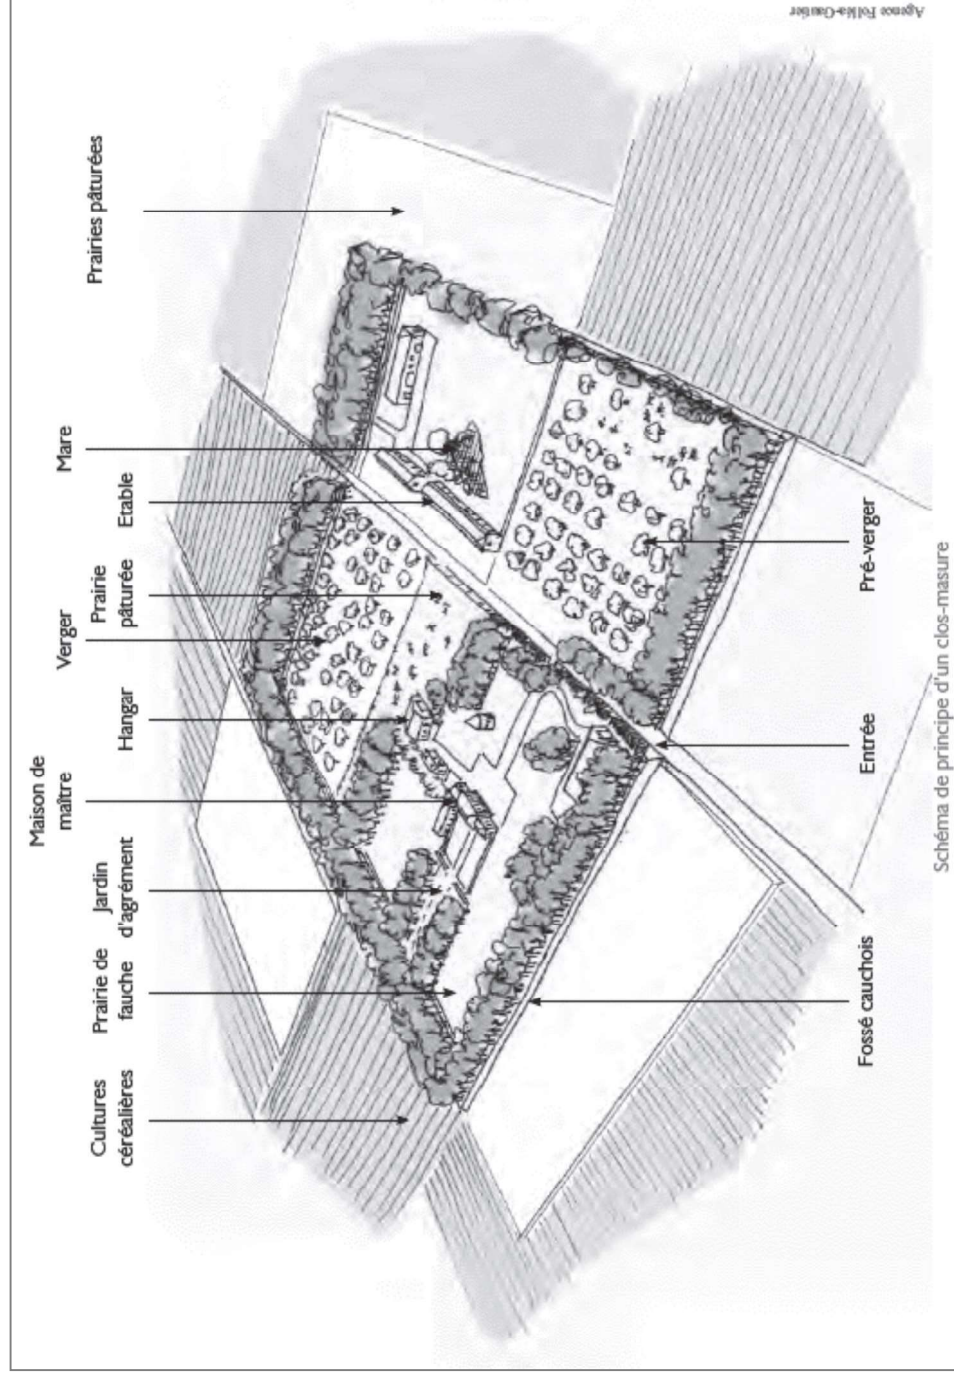 Cultures
céréalières
Prairie de
fauche
Jardin
d'agrément
Maison de
maître
Hangar
Verger
Prairie
pâturée
Etable
Mare
Prairies pâturées
Fossé cauchois
Entrée
Pré-verger
Schéma de principe d'un clos-masure
Agence Folléa-Gautier